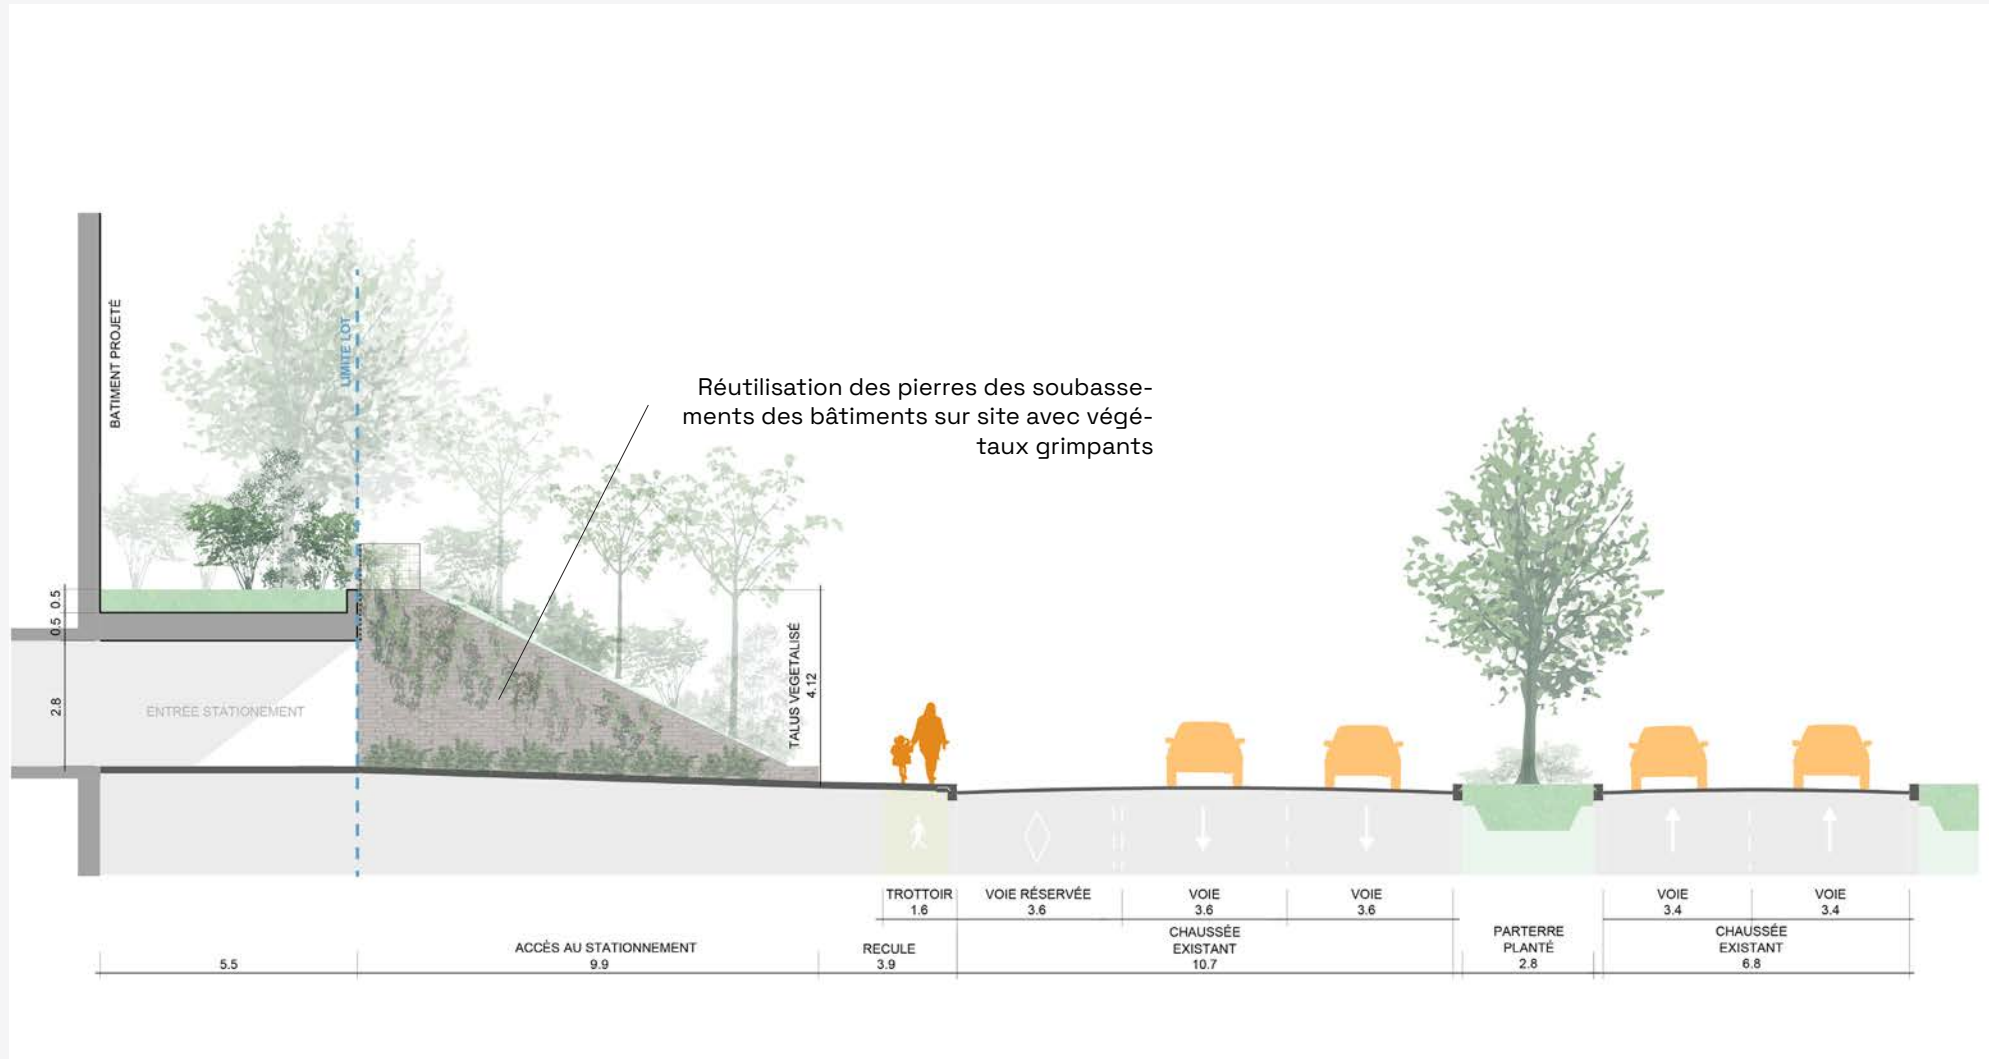 Réutilisation des pierres des soubasse-
ments des bâtiments sur site avec végé-
taux grimpants
BATIMENT PROJETÉ
LIMITE LOT
0.5
0.5
2.8
ENTRÉE STATIONEMENT
TALUS VEGETALISÉ
4.12
TROTTOIR
1.6
VOIE RÉSERVÉE
3.6
VOIE
3.6
VOIE
3.6
VOIE
3.4
VOIE
3.4
5.5
ACCÈS AU STATIONNEMENT
9.9
RECULE
3.9
CHAUSSÉE
EXISTANT
10.7
PARTERRE
PLANTÉ
2.8
CHAUSSÉE
EXISTANT
6.8